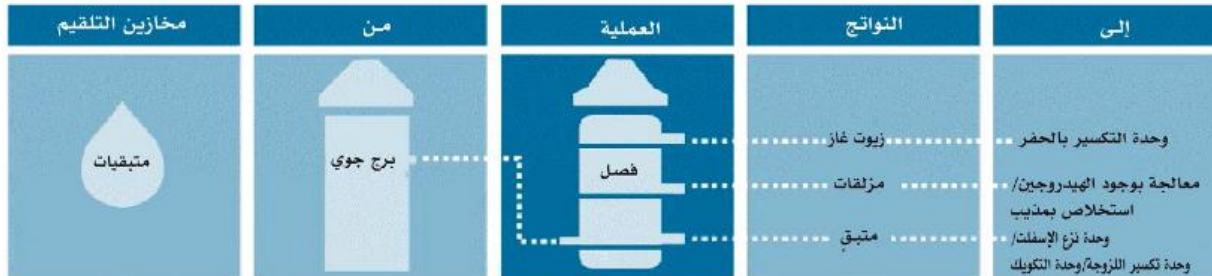 مخازين التلقيم
من
العملية
النواتج
إلى
متبقيات
برج جوي
فصل
زيوت غاز
وحدة التكسير بالحفر
مزلقات
معالجة بوجود الهيدروجين/
استخلاص بمذيب
متبقٍ
وحدة نزع الإسفلت/
وحدة تكسير اللزوجة/وحدة التكويك